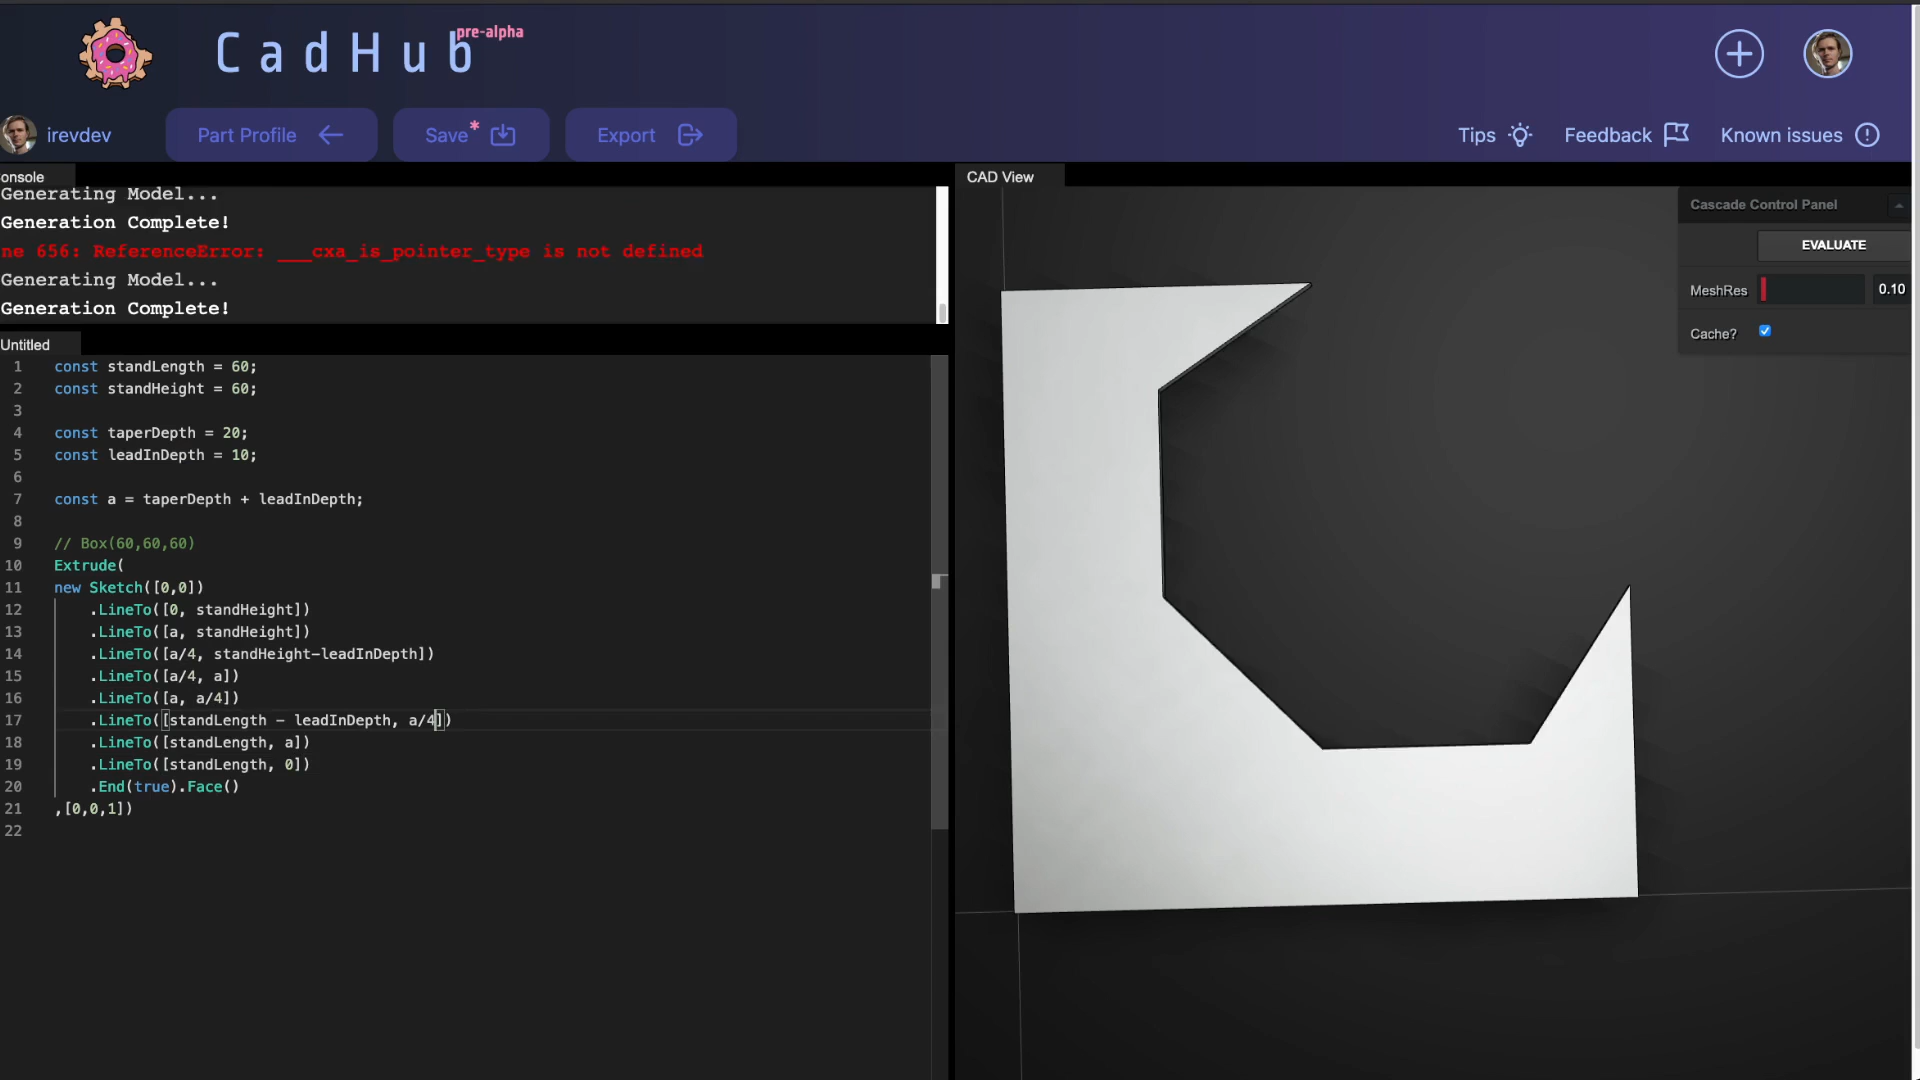 CadHub pre-alpha
irevdev
Part Profile
Save*
Export
Tips
Feedback
Known issues
onsole
Generating Model...
Generation Complete!
ne 656: ReferenceError: ___cxa_is_pointer_type is not defined
Generating Model...
Generation Complete!
Untitled
1 const standLength = 60;
2 const standHeight = 60;
3
4 const taperDepth = 20;
5 const leadInDepth = 10;
6
7 const a = taperDepth + leadInDepth;
8
9 // Box(60,60,60)
10 Extrude(
11 new Sketch([0,0])
12 .LineTo([0, standHeight])
13 .LineTo([a, standHeight])
14 .LineTo([a/4, standHeight-leadInDepth])
15 .LineTo([a/4, a])
16 .LineTo([a, a/4])
17 .LineTo([standLength - leadInDepth, a/4])
18 .LineTo([standLength, a])
19 .LineTo([standLength, 0])
20 .End(true).Face()
21 ,[0,0,1])
22
CAD View
Cascade Control Panel
EVALUATE
MeshRes 0.10
Cache?